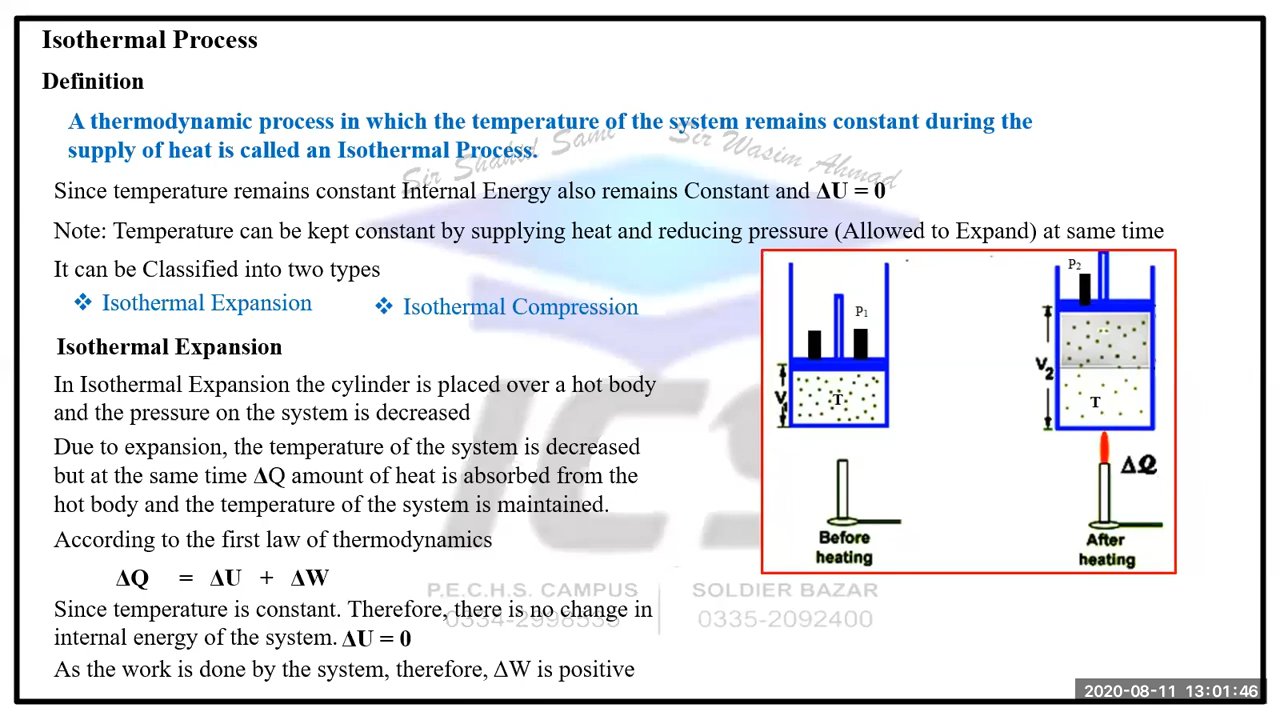 Isothermal Process
Definition
A thermodynamic process in which the temperature of the system remains constant during the
supply of heat is called an Isothermal Process.
Sir Shahid Sami
Sir Wasim Ahmad
Since temperature remains constant Internal Energy also remains Constant and ΔU = 0
Note: Temperature can be kept constant by supplying heat and reducing pressure (Allowed to Expand) at same time
It can be Classified into two types
❖ Isothermal Expansion
❖ Isothermal Compression
Isothermal Expansion
In Isothermal Expansion the cylinder is placed over a hot body
and the pressure on the system is decreased
Due to expansion, the temperature of the system is decreased
but at the same time ΔQ amount of heat is absorbed from the
hot body and the temperature of the system is maintained.
According to the first law of thermodynamics
ΔQ = ΔU + ΔW
Since temperature is constant. Therefore, there is no change in
internal energy of the system. ΔU = 0
As the work is done by the system, therefore, ΔW is positive
P₁
V₁
T
Before
heating
P₂
V₂
T
ΔQ
After
heating
ICS
P.E.C.H.S. CAMPUS
SOLDIER BAZAR
0335-2092400
2020-08-11 13:01:46